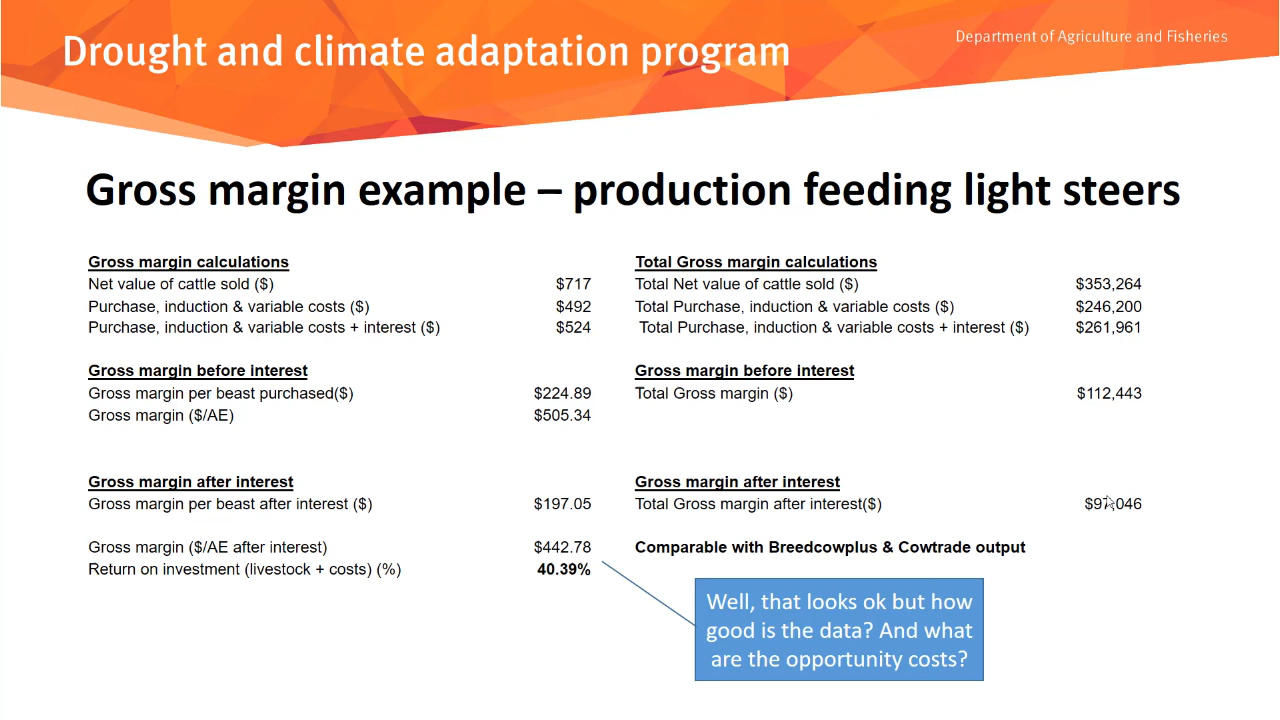 Drought and climate adaptation program
Department of Agriculture and Fisheries
Gross margin example – production feeding light steers
Gross margin calculations
Net value of cattle sold ($) $717
Purchase, induction & variable costs ($) $492
Purchase, induction & variable costs + interest ($) $524
Gross margin before interest
Gross margin per beast purchased($) $224.89
Gross margin ($/AE) $505.34
Gross margin after interest
Gross margin per beast after interest ($) $197.05
Gross margin ($/AE after interest) $442.78
Return on investment (livestock + costs) (%) 40.39%
Total Gross margin calculations
Total Net value of cattle sold ($) $353,264
Total Purchase, induction & variable costs ($) $246,200
Total Purchase, induction & variable costs + interest ($) $261,961
Gross margin before interest
Total Gross margin ($) $112,443
Gross margin after interest
Total Gross margin after interest($) $97,046
Comparable with Breedcowplus & Cowtrade output
Well, that looks ok but how
good is the data? And what
are the opportunity costs?